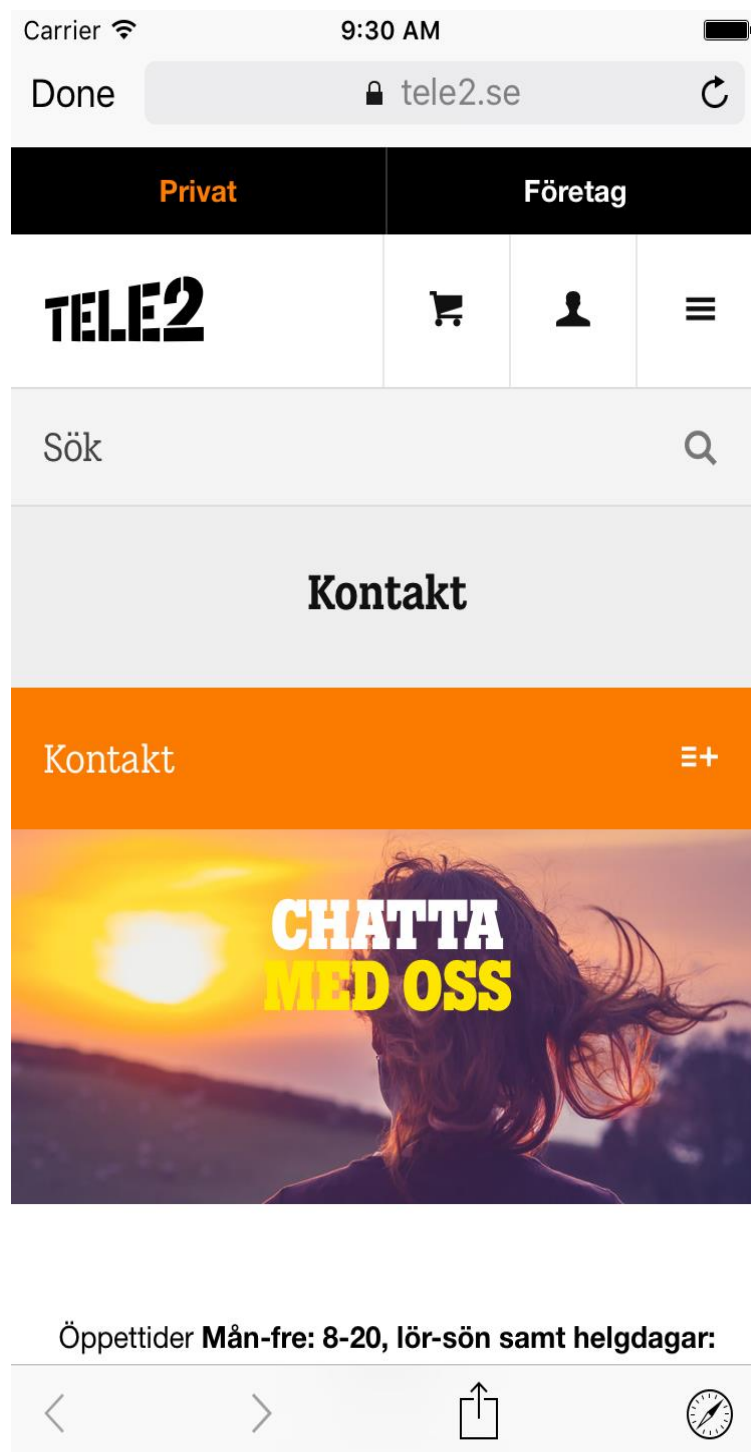 Carrier 9:30 AM
Done tele2.se
Privat Företag
TELE2
Sök
Kontakt
Kontakt
CHATTA
MED OSS
Öppettider Mån-fre: 8-20, lör-sön samt helgdagar: